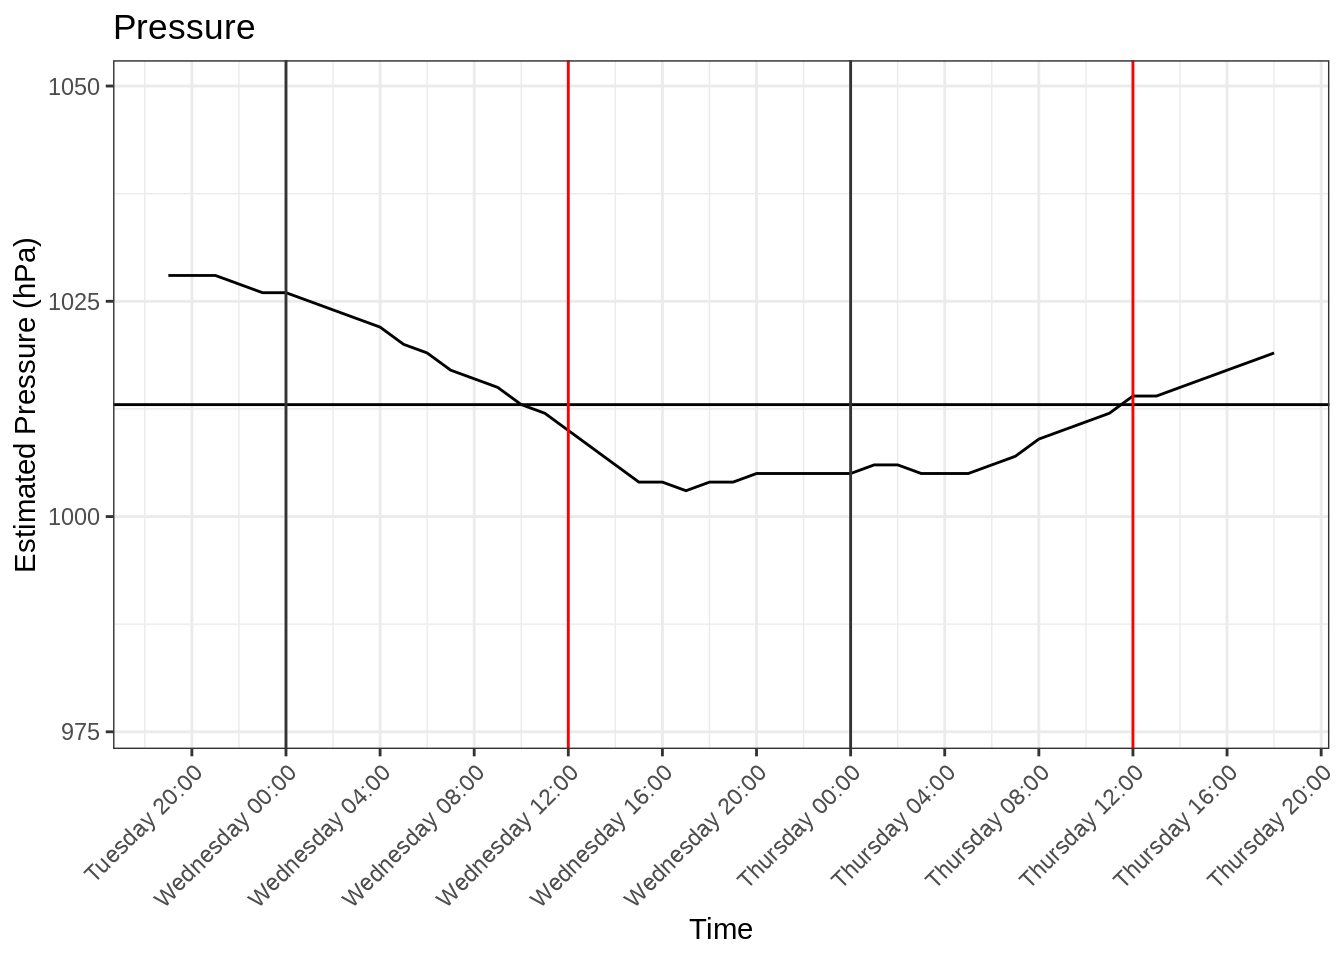 Pressure
Estimated Pressure (hPa)
1050
1025
1000
975
Tuesday 20:00
Wednesday 00:00
Wednesday 04:00
Wednesday 08:00
Wednesday 12:00
Wednesday 16:00
Wednesday 20:00
Thursday 00:00
Thursday 04:00
Thursday 08:00
Thursday 12:00
Thursday 16:00
Thursday 20:00
Time